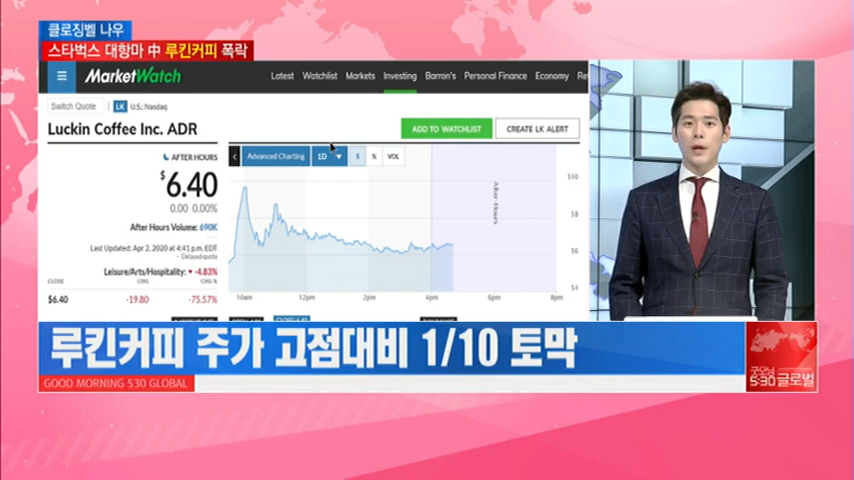 클로징벨 나우
스타벅스 대항마 中 루킨커피 폭락
MarketWatch
Latest Watchlist Markets Investing Barron's Personal Finance Economy Re
Switch Quote LK U.S.: Nasdaq
Luckin Coffee Inc. ADR
ADD TO WATCHLIST CREATE LK ALERT
AFTER HOURS
$6.40
0.00 0.00%
After Hours Volume: 690K
Last Updated: Apr 2, 2020 at 4:41 p.m. EDT
Delayed quote
Leisure/Arts/Hospitality: ▼ -4.83%
CLOSE CHG CHG %
$6.40 -19.80 -75.57%
Advanced Charting 1D ▼ $ % VOL
After-Hours
$10
$8
$6
$4
10am 12pm 2pm 4pm 6pm 8pm
루킨커피 주가 고점대비 1/10 토막
GOOD MORNING 530 GLOBAL
굿모닝
5:30 글로벌